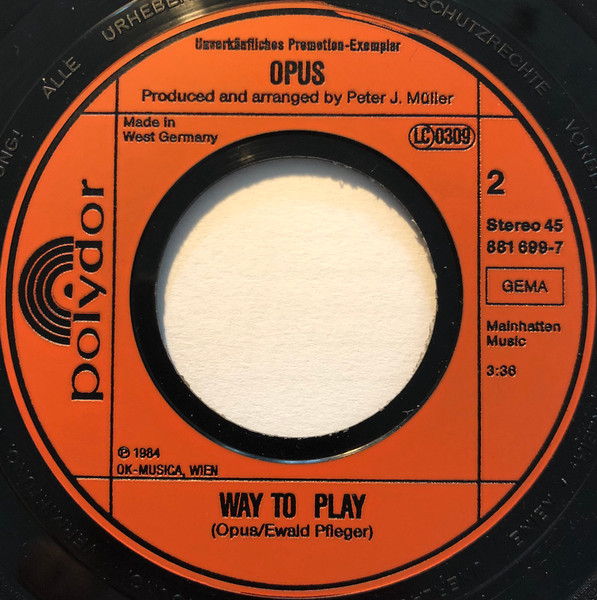 Unverkäufliches Promotion-Exemplar
OPUS
Produced and arranged by Peter J. Müller
Made in
West Germany
LC 0309
2
Stereo 45
881 699-7
GEMA
Mainhatten
Music
3:36
polydor
℗ 1984
OK-MUSICA, WIEN
WAY TO PLAY
(Opus/Ewald Pfleger)
ALLE URHEBER
SCHUTZRECHTE